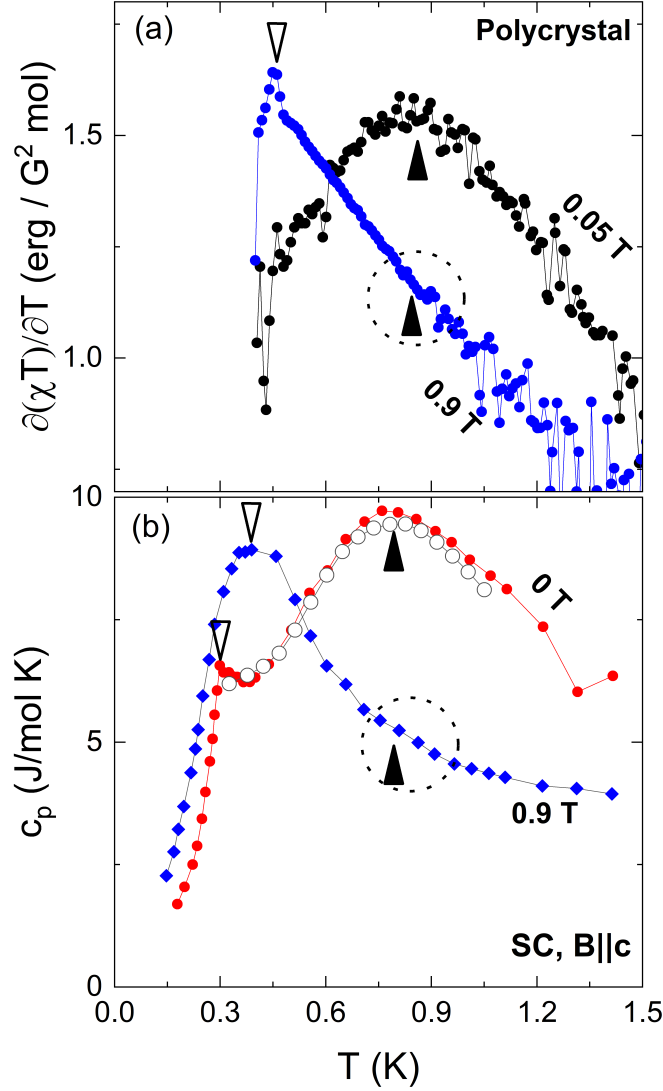 (a)
Polycrystal
1.5
1.0
∂(χT)/∂T (erg / G² mol)
0.05 T
0.9 T
10
(b)
5
0
c_p (J/mol K)
0 T
0.9 T
SC, B||c
0.0 0.3 0.6 0.9 1.2 1.5
T (K)